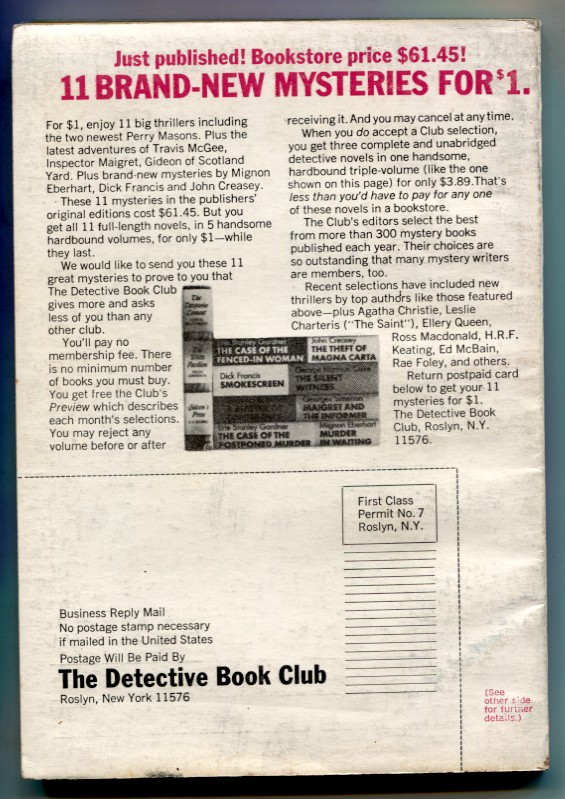 Just published! Bookstore price $61.45!
11 BRAND-NEW MYSTERIES FOR $1.
For $1, enjoy 11 big thrillers including
the two newest Perry Masons. Plus the
latest adventures of Travis McGee,
Inspector Maigret, Gideon of Scotland
Yard. Plus brand-new mysteries by Mignon
Eberhart, Dick Francis and John Creasey.
These 11 mysteries in the publishers'
original editions cost $61.45. But you
get all 11 full-length novels, in 5 handsome
hardbound volumes, for only $1—while
they last.
We would like to send you these 11
great mysteries to prove to you that
The Detective Book Club
gives more and asks
less of you than any
other club.
You'll pay no
membership fee. There
is no minimum number
of books you must buy.
You get free the Club's
Preview which describes
each month's selections.
You may reject any
volume before or after
receiving it. And you may cancel at any time.
When you do accept a Club selection,
you get three complete and unabridged
detective novels in one handsome,
hardbound triple-volume (like the one
shown on this page) for only $3.89. That's
less than you'd have to pay for any one
of these novels in a bookstore.
The Club's editors select the best
from more than 300 mystery books
published each year. Their choices are
so outstanding that many mystery writers
are members, too.
Recent selections have included new
thrillers by top authors like those featured
above—plus Agatha Christie, Leslie
Charteris ("The Saint"), Ellery Queen,
Ross Macdonald, H.R.F.
Keating, Ed McBain,
Rae Foley, and others.
Return postpaid card
below to get your 11
mysteries for $1.
The Detective Book
Club, Roslyn, N.Y.
11576.
Erle Stanley Gardner
THE CASE OF THE
FENCED-IN WOMAN
John Creasey
THE THEFT OF
MAGNA CARTA
Dick Francis
SMOKESCREEN
THE SILENT
WITNESS
Georges Simenon
MAIGRET AND
THE INFORMER
Erle Stanley Gardner
THE CASE OF THE
POSTPONED MURDER
Mignon Eberhart
MURDER
IN WAITING
First Class
Permit No. 7
Roslyn, N.Y.
Business Reply Mail
No postage stamp necessary
if mailed in the United States
Postage Will Be Paid By
The Detective Book Club
Roslyn, New York 11576
(See
other side
for further
details.)